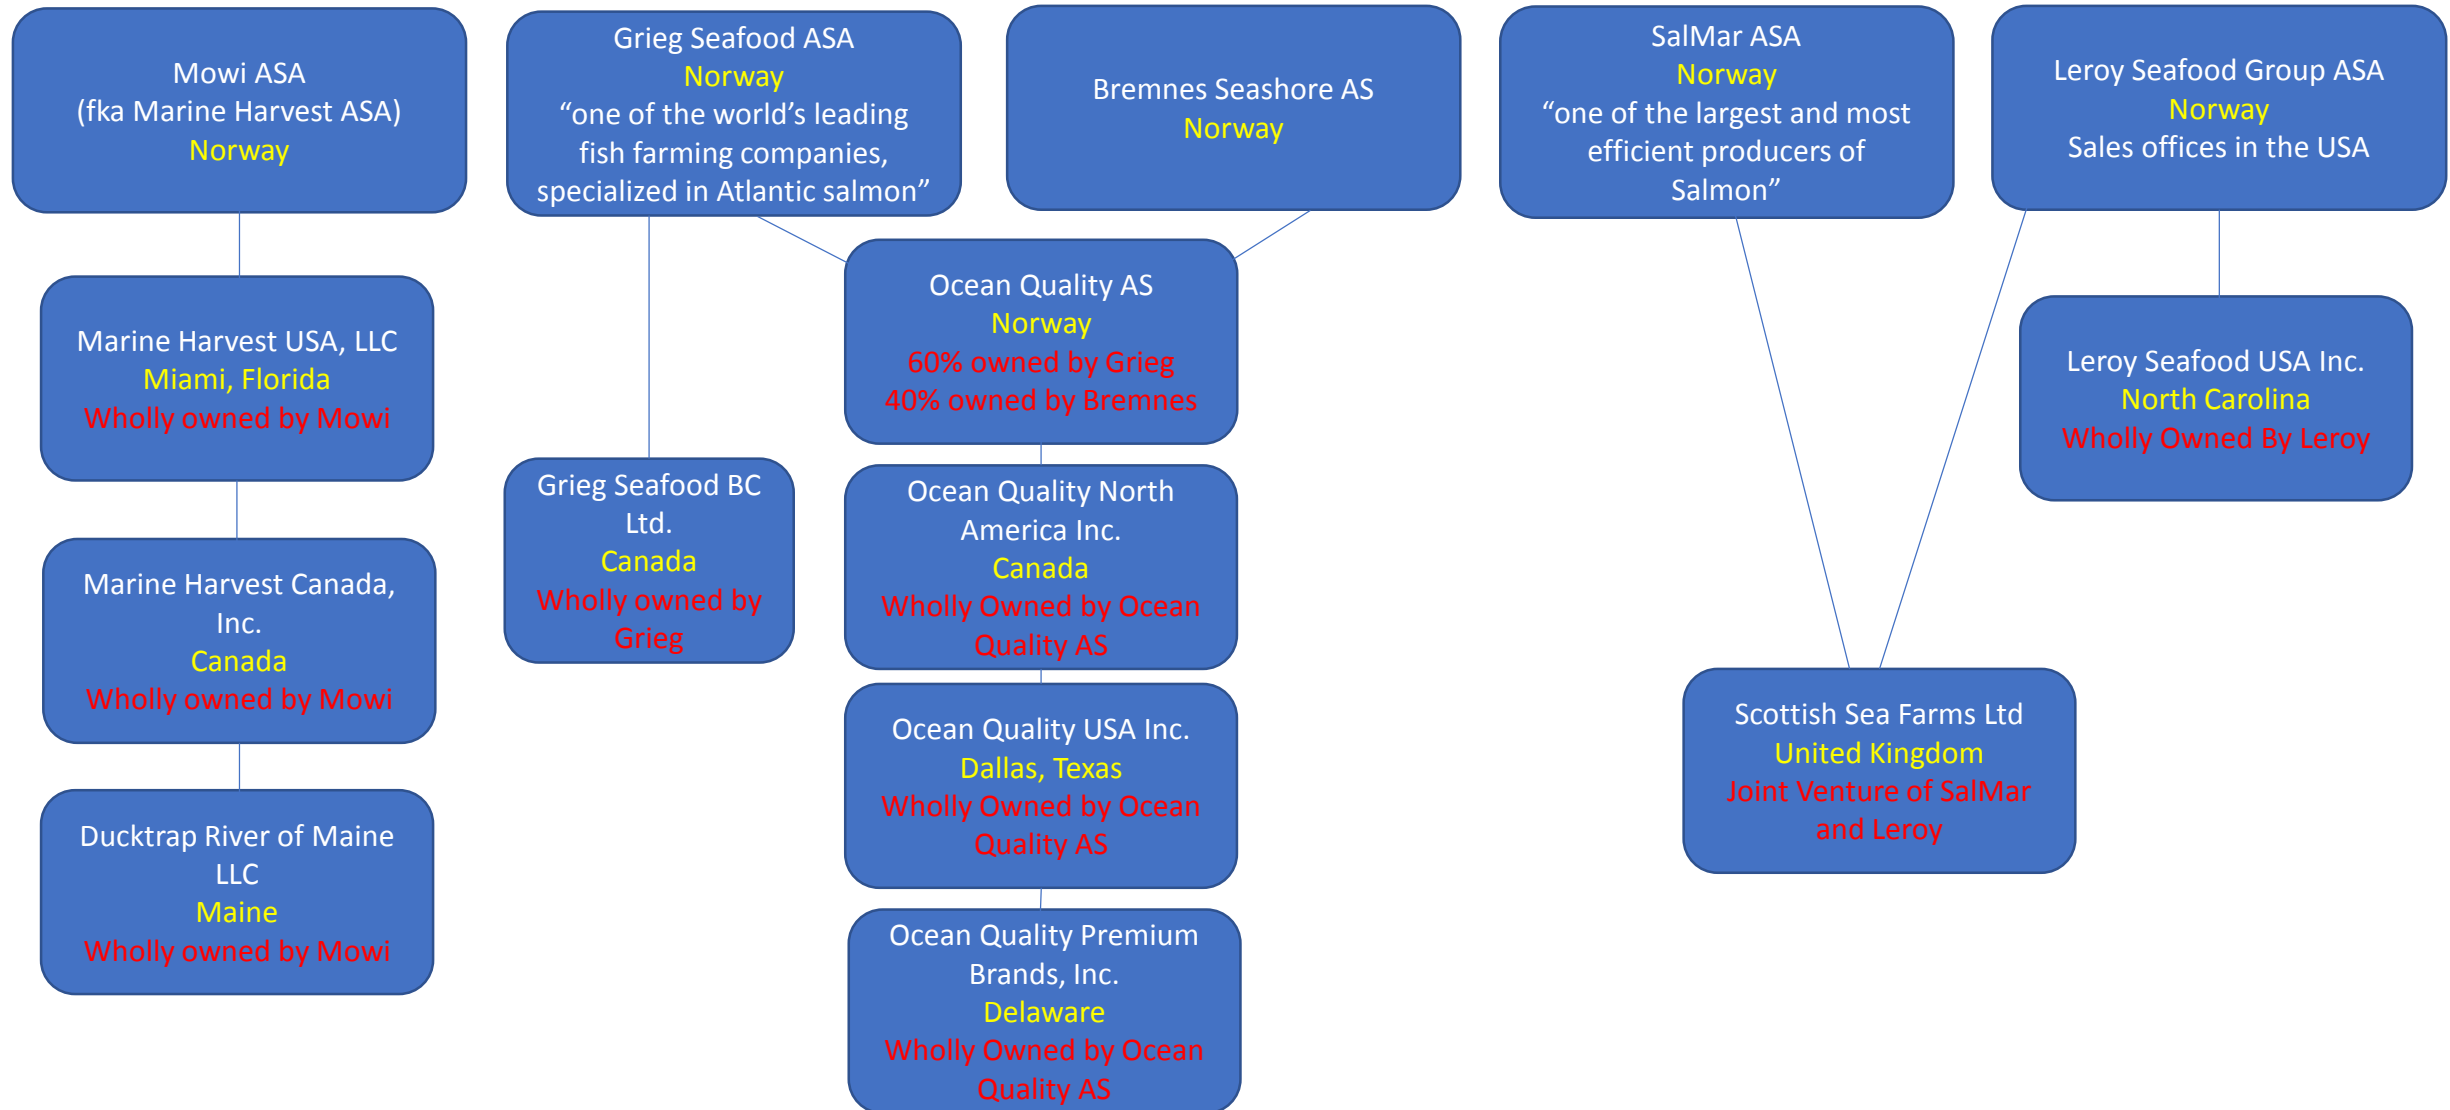 Mowi ASA
(fka Marine Harvest ASA)
Norway
Grieg Seafood ASA
Norway
“one of the world’s leading
fish farming companies,
specialized in Atlantic salmon”
Bremnes Seashore AS
Norway
SalMar ASA
Norway
“one of the largest and most
efficient producers of
Salmon”
Leroy Seafood Group ASA
Norway
Sales offices in the USA
Marine Harvest USA, LLC
Miami, Florida
Wholly owned by Mowi
Ocean Quality AS
Norway
60% owned by Grieg
40% owned by Bremnes
Leroy Seafood USA Inc.
North Carolina
Wholly Owned By Leroy
Marine Harvest Canada,
Inc.
Canada
Wholly owned by Mowi
Grieg Seafood BC
Ltd.
Canada
Wholly owned by
Grieg
Ocean Quality North
America Inc.
Canada
Wholly Owned by Ocean
Quality AS
Ocean Quality USA Inc.
Dallas, Texas
Wholly Owned by Ocean
Quality AS
Scottish Sea Farms Ltd
United Kingdom
Joint Venture of SalMar
and Leroy
Ducktrap River of Maine
LLC
Maine
Wholly owned by Mowi
Ocean Quality Premium
Brands, Inc.
Delaware
Wholly Owned by Ocean
Quality AS